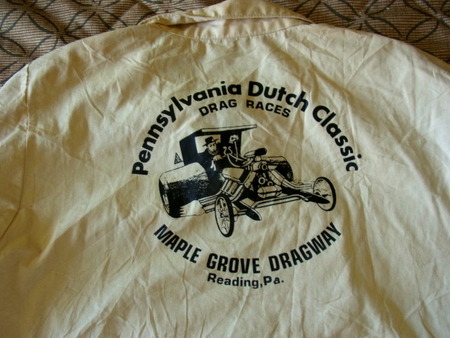 Pennsylvania Dutch Classic
DRAG RACES
MAPLE GROVE DRAGWAY
Reading, Pa.